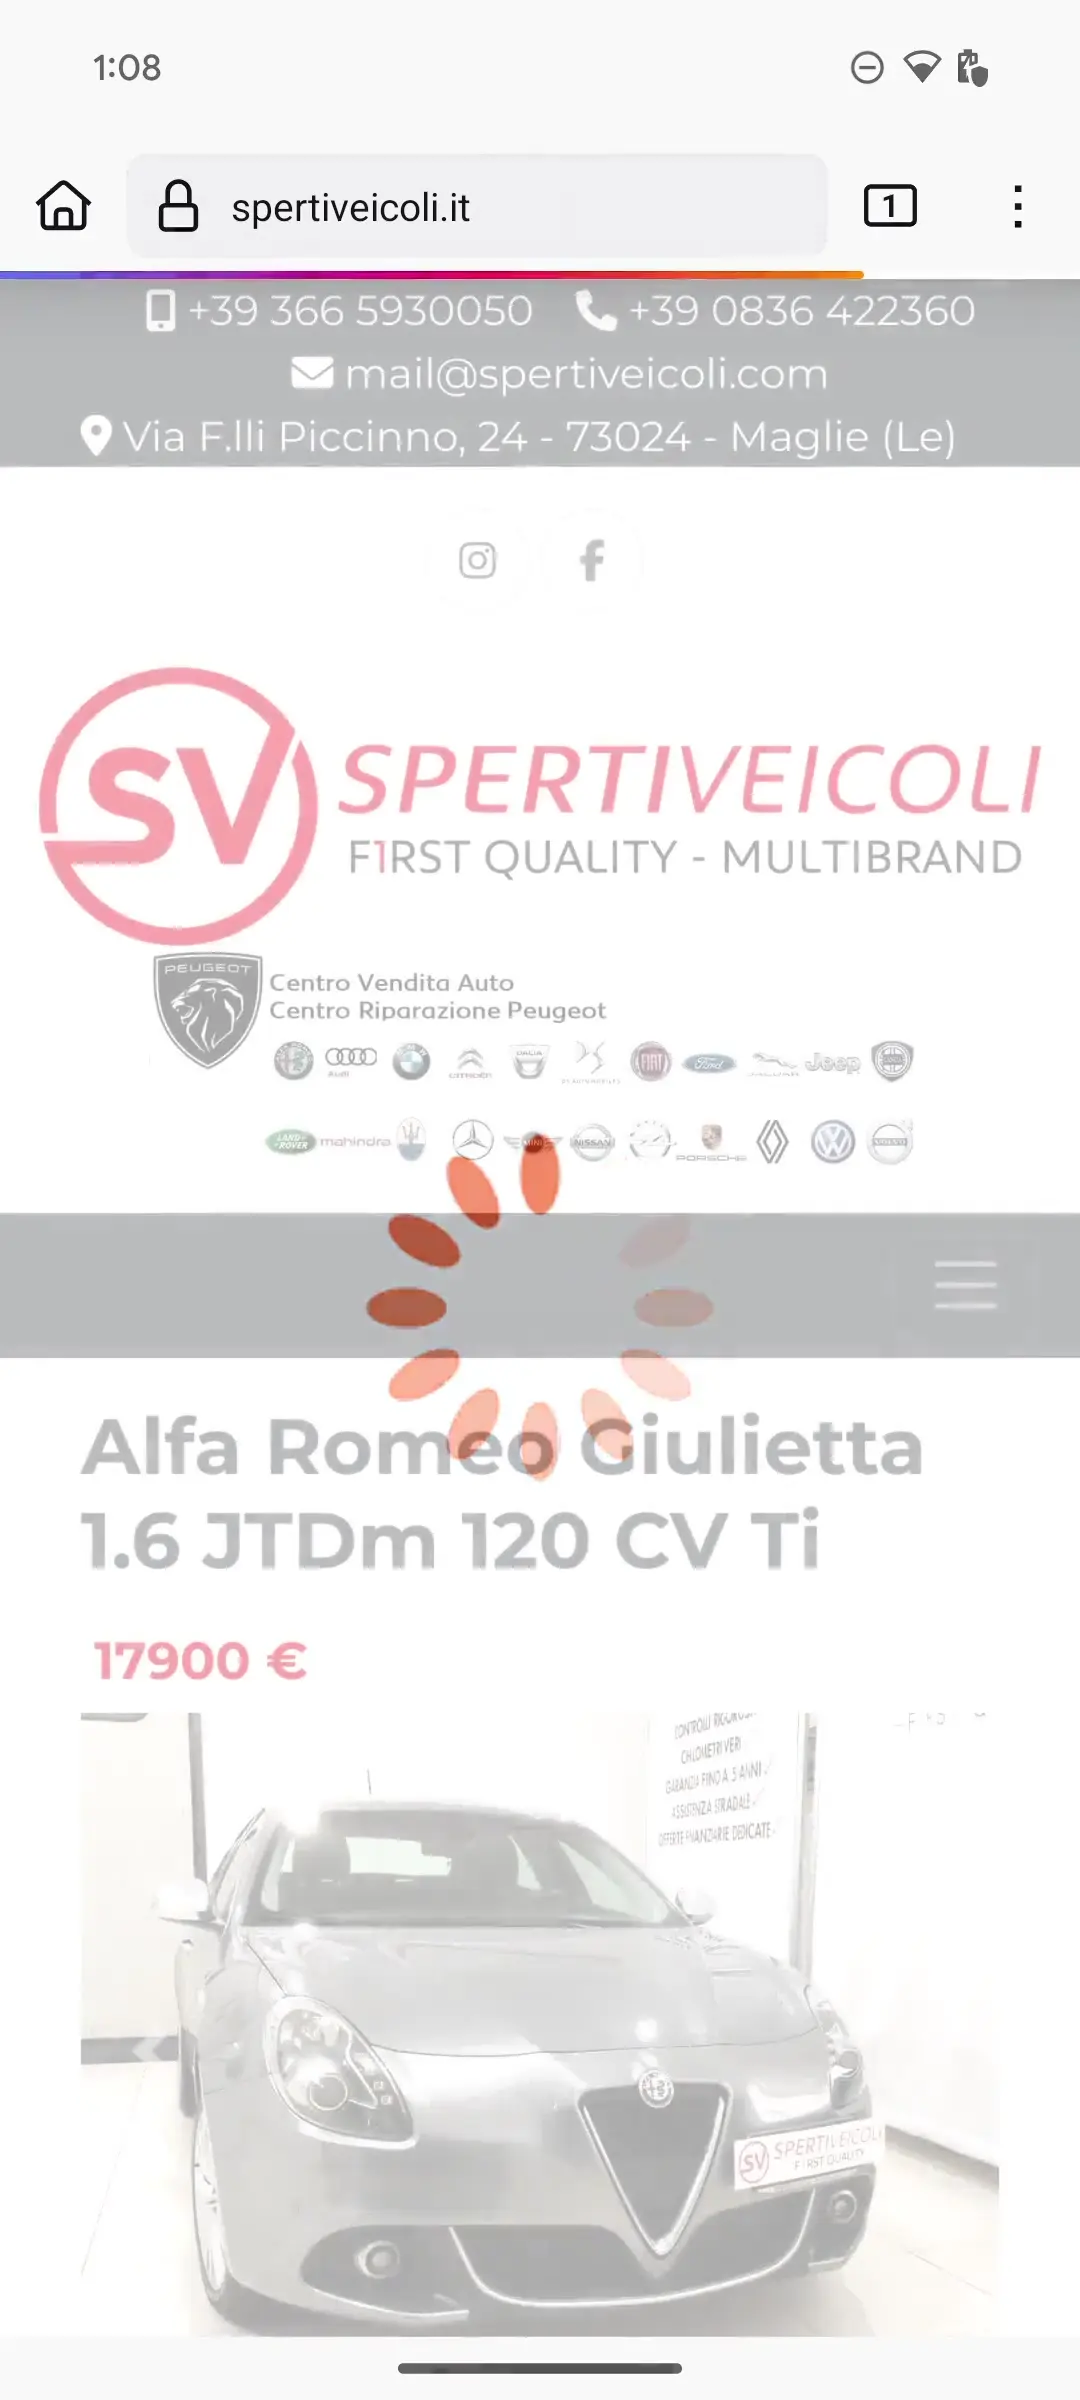 1:08
spertiveicoli.it
1
+39 366 5930050 +39 0836 422360
mail@spertiveicoli.com
Via F.lli Piccinno, 24 - 73024 - Maglie (Le)
SV SPERTIVEICOLI
F1RST QUALITY - MULTIBRAND
PEUGEOT
Centro Vendita Auto
Centro Riparazione Peugeot
Audi CITROËN DACIA FIAT Ford JAGUAR Jeep
LAND ROVER mahindra MINI NISSAN PORSCHE VOLVO
Alfa Romeo Giulietta
1.6 JTDm 120 CV Ti
17900 €
CONTROLLI RIGOROSI
CHILOMETRI VERI
GARANZIA FINO A 5 ANNI
ASSISTENZA STRADALE
OFFERTE FINANZIARIE DEDICATE
SV SPERTIVEICOLI
F1RST QUALITY